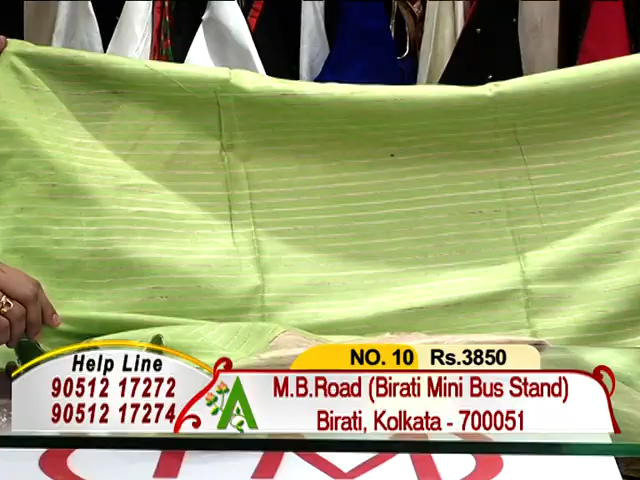 NO. 10 Rs.3850
Help Line
90512 17272
90512 17274
M.B.Road (Birati Mini Bus Stand)
Birati, Kolkata - 700051
A